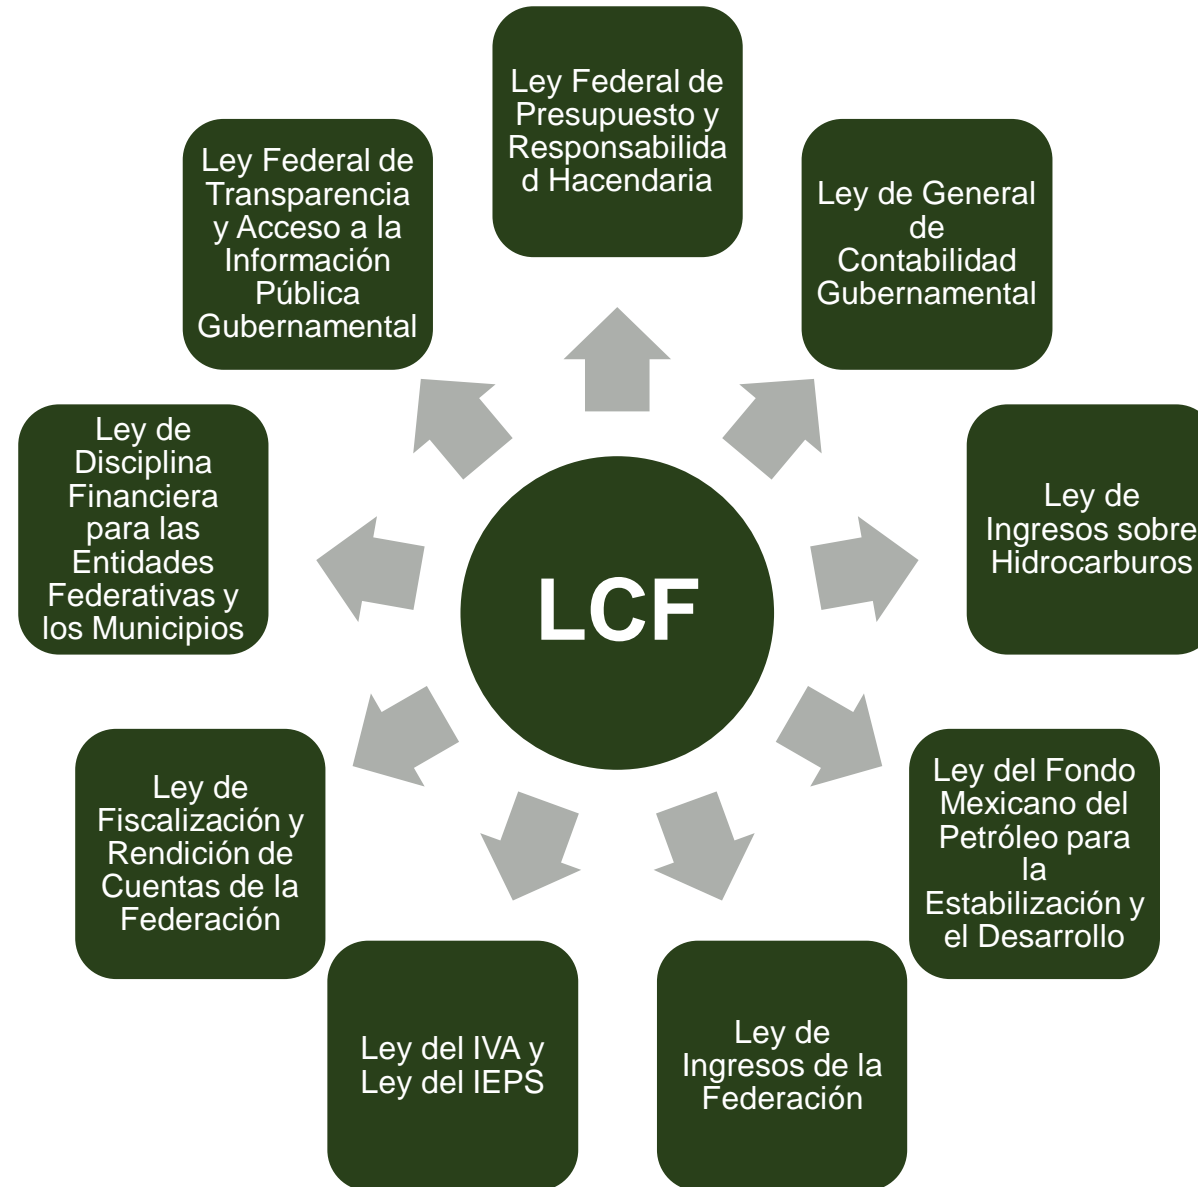 Ley Federal de
Presupuesto y
Responsabilida
d Hacendaria
Ley de General
de
Contabilidad
Gubernamental
Ley de
Ingresos sobre
Hidrocarburos
Ley del Fondo
Mexicano del
Petróleo para
la
Estabilización y
el Desarrollo
Ley de
Ingresos de la
Federación
Ley del IVA y
Ley del IEPS
Ley de
Fiscalización y
Rendición de
Cuentas de la
Federación
Ley de
Disciplina
Financiera
para las
Entidades
Federativas y
los Municipios
Ley Federal de
Transparencia
y Acceso a la
Información
Pública
Gubernamental
LCF